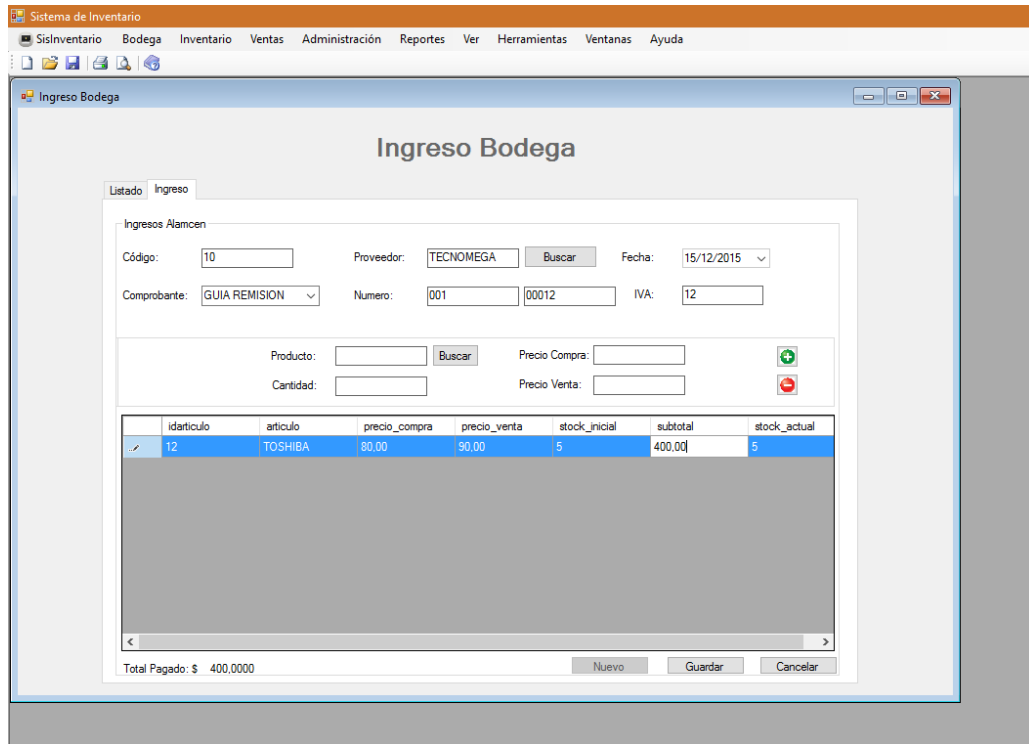 Sistema de Inventario
SisInventario Bodega Inventario Ventas Administración Reportes Ver Herramientas Ventanas Ayuda
Ingreso Bodega
Ingreso Bodega
Listado Ingreso
Ingresos Alamcen
Código: 10 Proveedor: TECNOMEGA Buscar Fecha: 15/12/2015
Comprobante: GUIA REMISION Numero: 001 00012 IVA: 12
Producto: Buscar Precio Compra:
Cantidad: Precio Venta:
idarticulo articulo precio_compra precio_venta stock_inicial subtotal stock_actual
12 TOSHIBA 80,00 90,00 5 400,00 5
Total Pagado: $ 400,0000 Nuevo Guardar Cancelar